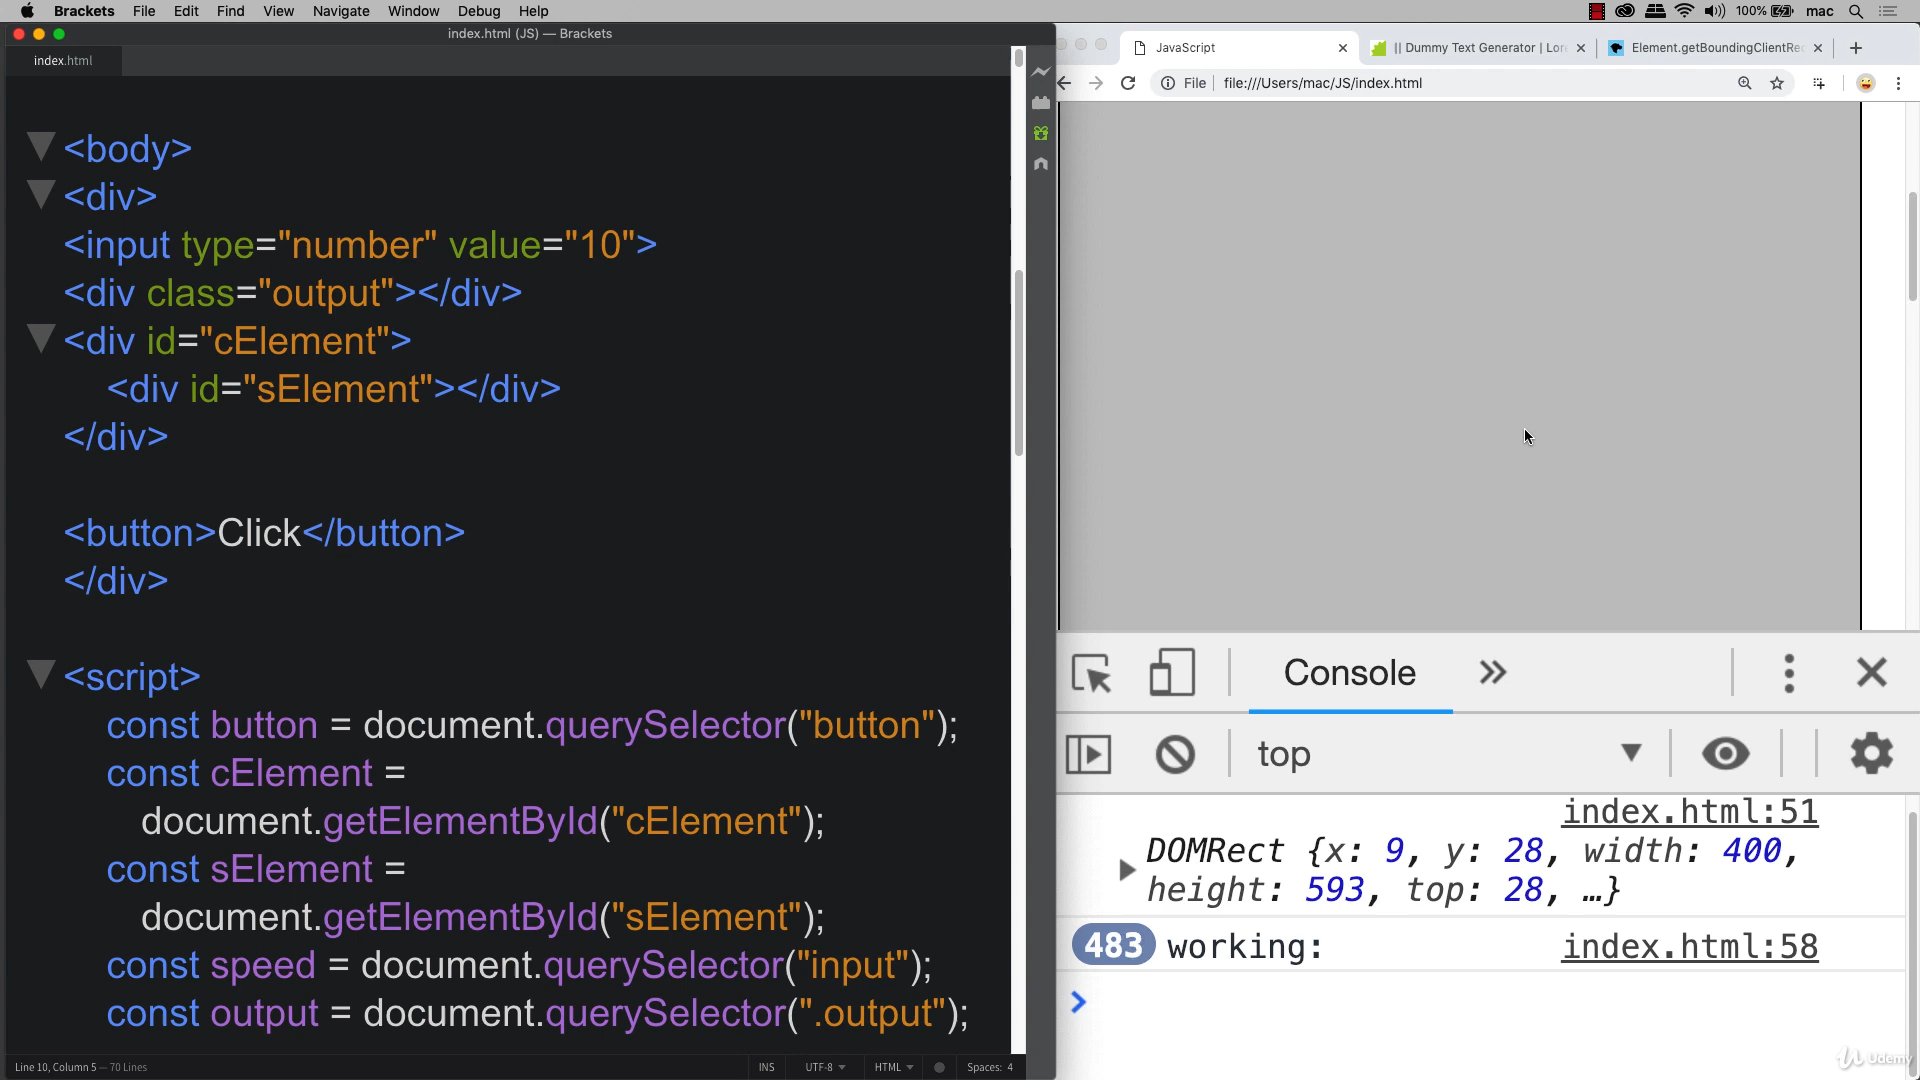 Brackets File Edit Find View Navigate Window Debug Help
100% mac
index.html (JS) — Brackets
index.html
<body>
<div>
<input type="number" value="10">
<div class="output"></div>
<div id="cElement">
<div id="sElement"></div>
</div>
<button>Click</button>
</div>
<script>
const button = document.querySelector("button");
const cElement =
document.getElementById("cElement");
const sElement =
document.getElementById("sElement");
const speed = document.querySelector("input");
const output = document.querySelector(".output");
Line 10, Column 5 — 70 Lines
INS UTF-8 HTML Spaces: 4
JavaScript || Dummy Text Generator | Lor Element.getBoundingClientRe
File file:///Users/mac/JS/index.html
Console
top
index.html:51
DOMRect {x: 9, y: 28, width: 400,
height: 593, top: 28, …}
483 working: index.html:58
Udemy